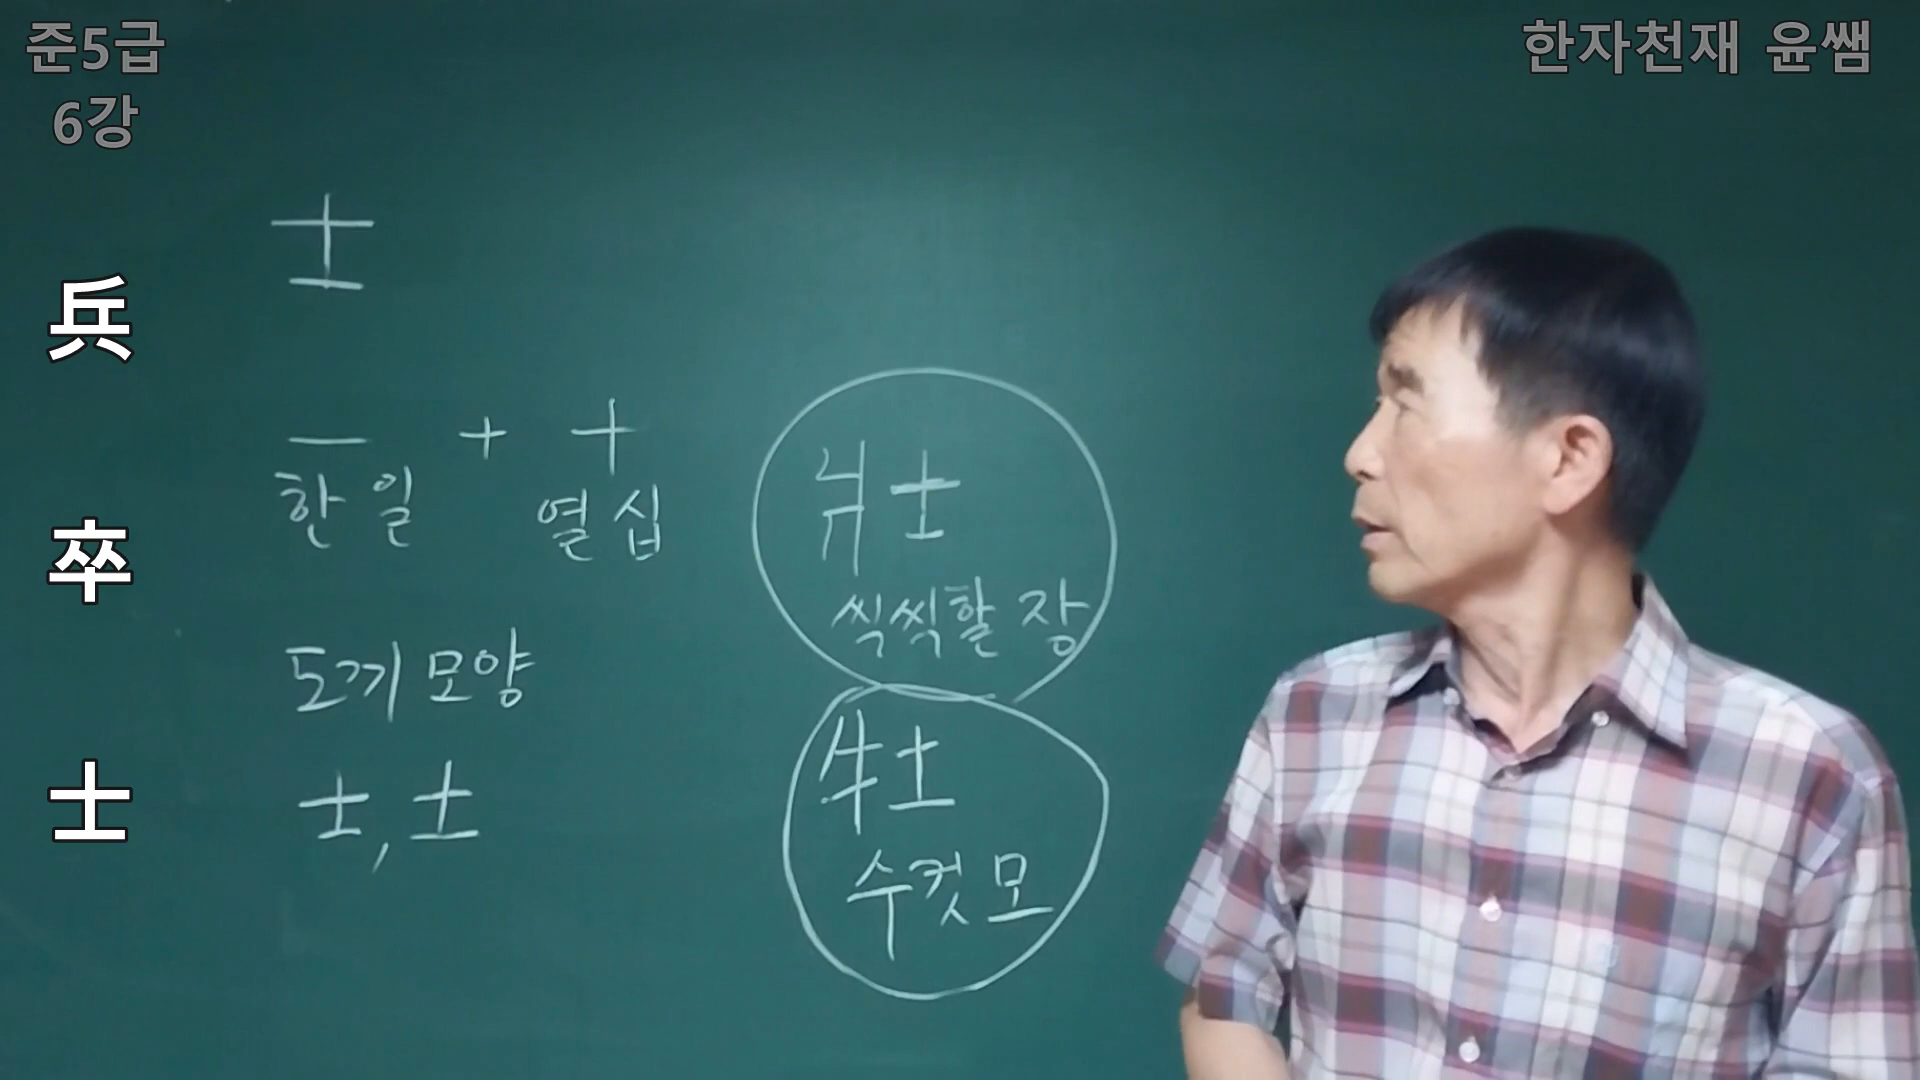 준5급
6강
한자천재 윤쌤
兵
卒
士
士
一 + 十
한 일 열 십
도끼 모양
士, 土
壯
씩씩할 장
牡
수컷 모